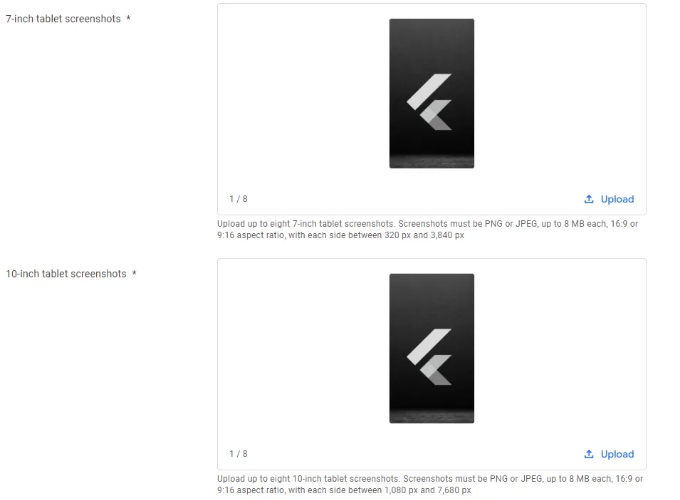 7-inch tablet screenshots *
1 / 8
Upload
Upload up to eight 7-inch tablet screenshots. Screenshots must be PNG or JPEG, up to 8 MB each, 16:9 or
9:16 aspect ratio, with each side between 320 px and 3,840 px
10-inch tablet screenshots *
1 / 8
Upload
Upload up to eight 10-inch tablet screenshots. Screenshots must be PNG or JPEG, up to 8 MB each, 16:9 or
9:16 aspect ratio, with each side between 1,080 px and 7,680 px